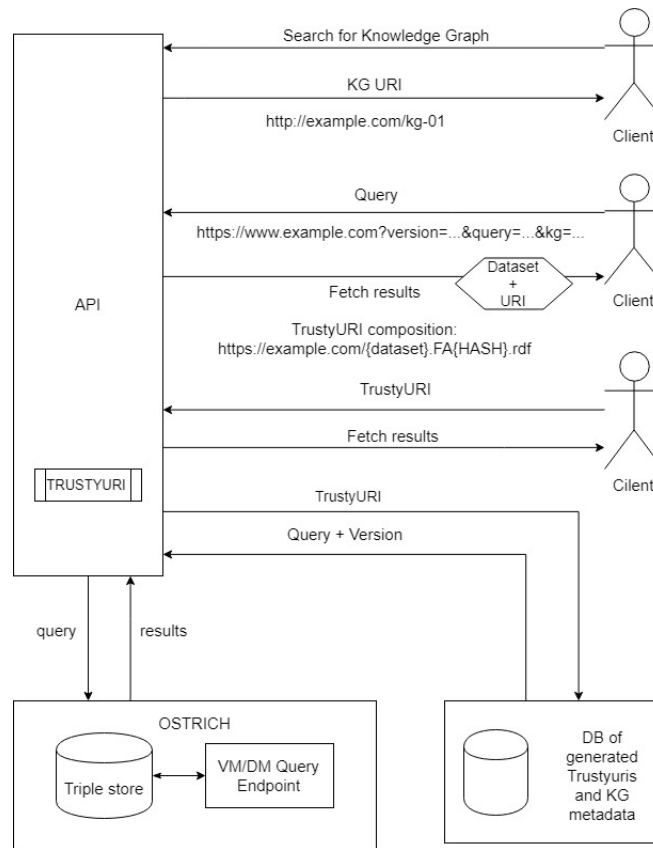 Search for Knowledge Graph
KG URI
http://example.com/kg-01
Client
Query
https://www.example.com?version=...&query=...&kg=...
Dataset
+
URI
Fetch results
Client
API
TrustyURI composition:
https://example.com/{dataset}.FA{HASH}.rdf
TrustyURI
Fetch results
Cilent
TRUSTYURI
TrustyURI
Query + Version
query
results
OSTRICH
Triple store
VM/DM Query
Endpoint
DB of
generated
Trustyuris
and KG
metadata